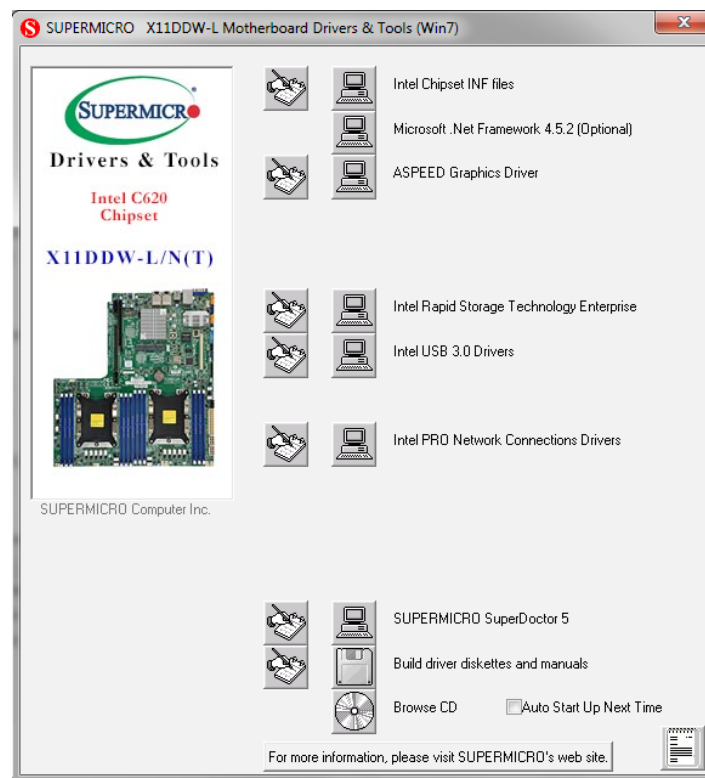 SUPERMICRO X11DDW-L Motherboard Drivers & Tools (Win7)
SUPERMICRO
Drivers & Tools
Intel C620
Chipset
X11DDW-L/N(T)
SUPERMICRO Computer Inc.
Intel Chipset INF files
Microsoft .Net Framework 4.5.2 (Optional)
ASPEED Graphics Driver
Intel Rapid Storage Technology Enterprise
Intel USB 3.0 Drivers
Intel PRO Network Connections Drivers
SUPERMICRO SuperDoctor 5
Build driver diskettes and manuals
Browse CD
Auto Start Up Next Time
For more information, please visit SUPERMICRO's web site.